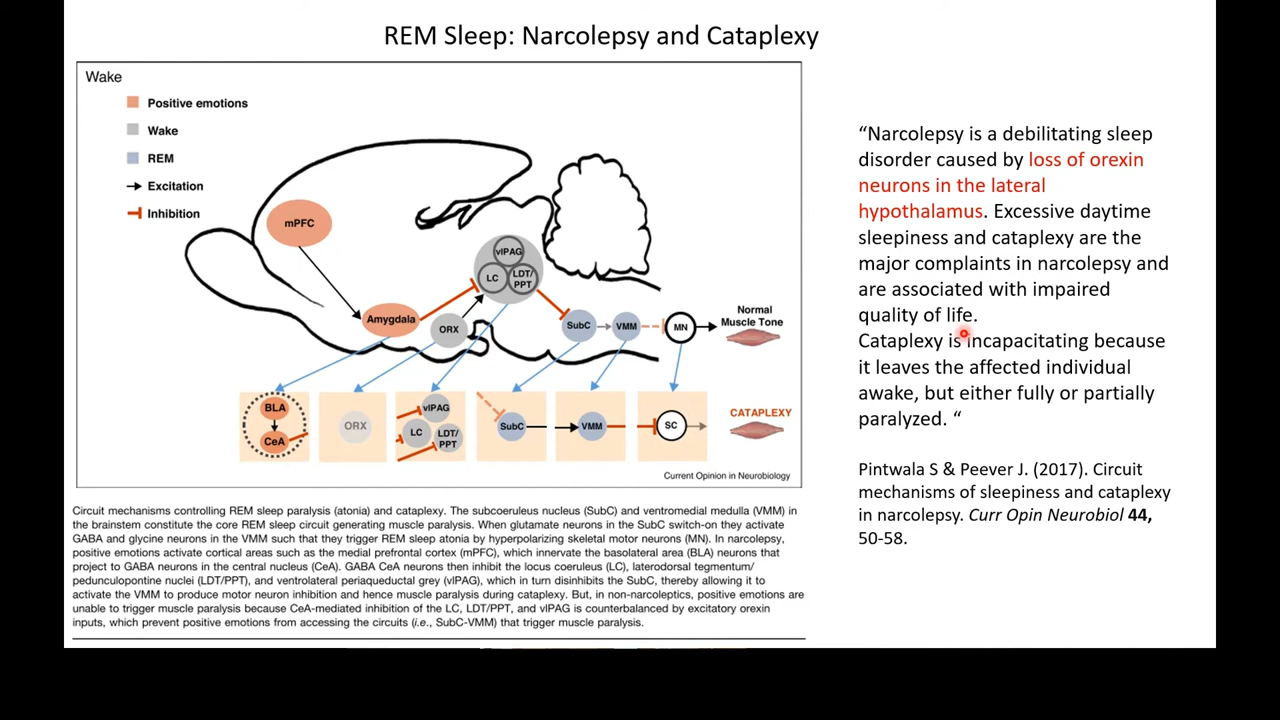 REM Sleep: Narcolepsy and Cataplexy
Wake
Positive emotions
Wake
REM
Excitation
Inhibition
mPFC
Amygdala
ORX
vlPAG
LC
LDT/
PPT
SubC
VMM
MN
Normal
Muscle Tone
BLA
CeA
ORX
vlPAG
LC
LDT/
PPT
SubC
VMM
SC
CATAPLEXY
Current Opinion in Neurobiology
Circuit mechanisms controlling REM sleep paralysis (atonia) and cataplexy. The subcoeruleus nucleus (SubC) and ventromedial medulla (VMM) in
the brainstem constitute the core REM sleep circuit generating muscle paralysis. When glutamate neurons in the SubC switch-on they activate
GABA and glycine neurons in the VMM such that they trigger REM sleep atonia by hyperpolarizing skeletal motor neurons (MN). In narcolepsy,
positive emotions activate cortical areas such as the medial prefrontal cortex (mPFC), which innervate the basolateral area (BLA) neurons that
project to GABA neurons in the central nucleus (CeA). GABA CeA neurons then inhibit the locus coeruleus (LC), laterodorsal tegmentum/
pedunculopontine nuclei (LDT/PPT), and ventrolateral periaqueductal grey (vlPAG), which in turn disinhibits the SubC, thereby allowing it to
activate the VMM to produce motor neuron inhibition and hence muscle paralysis during cataplexy. But, in non-narcoleptics, positive emotions are
unable to trigger muscle paralysis because CeA-mediated inhibition of the LC, LDT/PPT, and vlPAG is counterbalanced by excitatory orexin
inputs, which prevent positive emotions from accessing the circuits (i.e., SubC-VMM) that trigger muscle paralysis.
“Narcolepsy is a debilitating sleep
disorder caused by loss of orexin
neurons in the lateral
hypothalamus. Excessive daytime
sleepiness and cataplexy are the
major complaints in narcolepsy and
are associated with impaired
quality of life.
Cataplexy is incapacitating because
it leaves the affected individual
awake, but either fully or partially
paralyzed. “
Pintwala S & Peever J. (2017). Circuit
mechanisms of sleepiness and cataplexy
in narcolepsy. Curr Opin Neurobiol 44,
50-58.